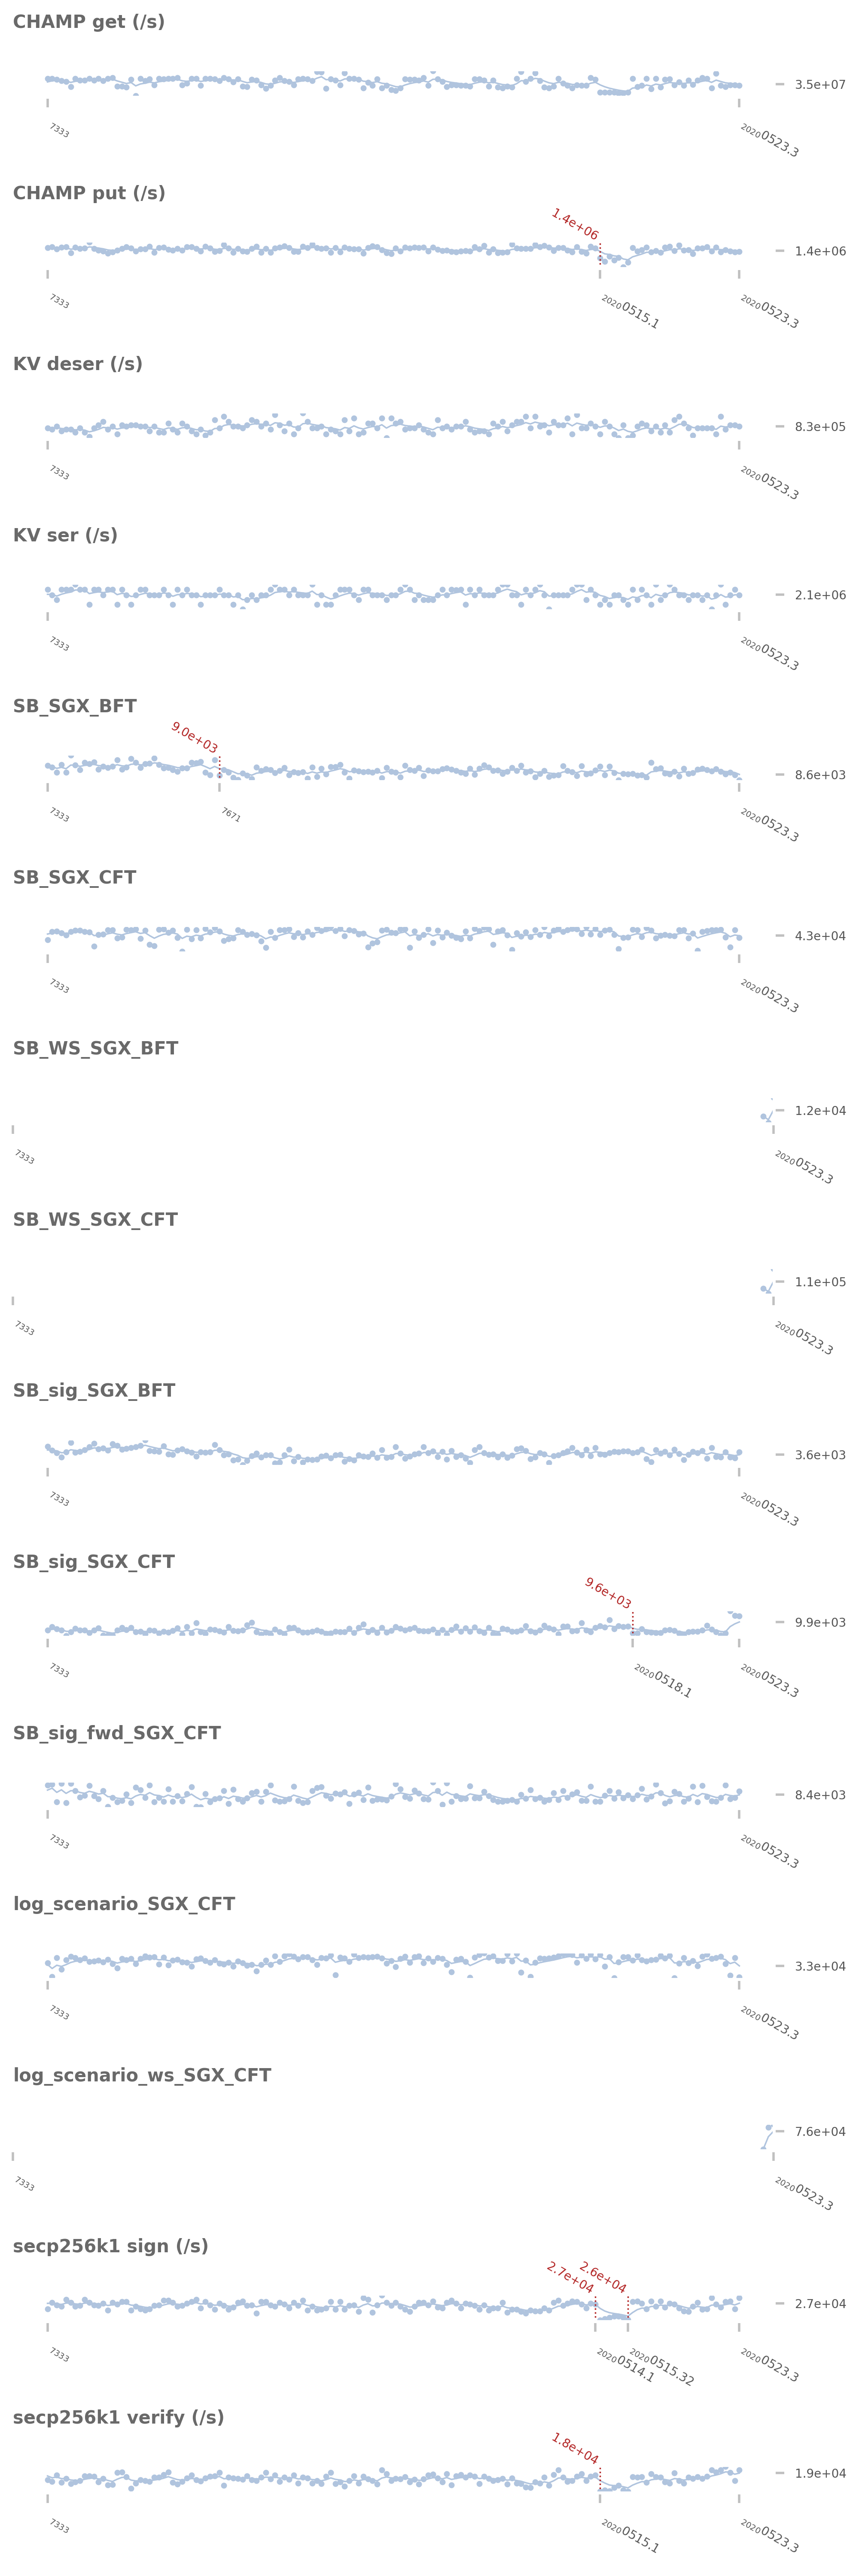 CHAMP get (/s)
3.5e+07
7333
20200523.3
CHAMP put (/s)
1.4e+06
1.4e+06
7333
20200515.1
20200523.3
KV deser (/s)
8.3e+05
7333
20200523.3
KV ser (/s)
2.1e+06
7333
20200523.3
SB_SGX_BFT
9.0e+03
8.6e+03
7333
7671
20200523.3
SB_SGX_CFT
4.3e+04
7333
20200523.3
SB_WS_SGX_BFT
1.2e+04
7333
20200523.3
SB_WS_SGX_CFT
1.1e+05
7333
20200523.3
SB_sig_SGX_BFT
3.6e+03
7333
20200523.3
SB_sig_SGX_CFT
9.6e+03
9.9e+03
7333
20200518.1
20200523.3
SB_sig_fwd_SGX_CFT
8.4e+03
7333
20200523.3
log_scenario_SGX_CFT
3.3e+04
7333
20200523.3
log_scenario_ws_SGX_CFT
7.6e+04
7333
20200523.3
secp256k1 sign (/s)
2.7e+04
2.6e+04
2.7e+04
7333
20200514.1
20200515.32
20200523.3
secp256k1 verify (/s)
1.8e+04
1.9e+04
7333
20200515.1
20200523.3